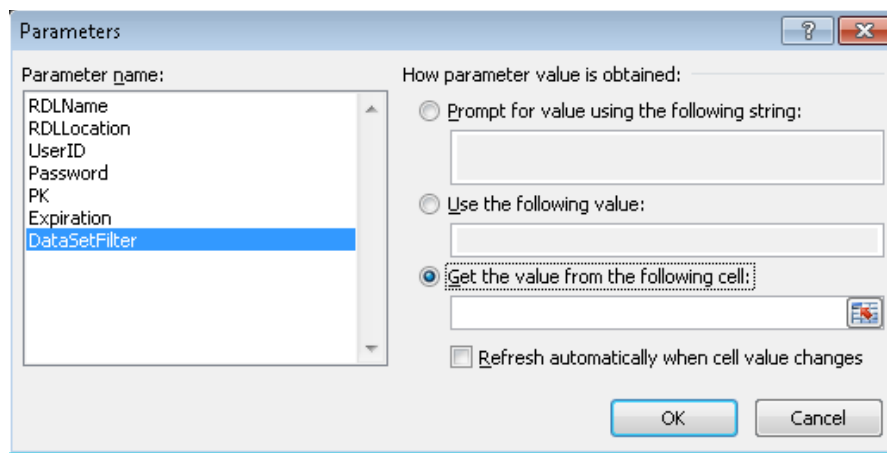 Parameters
?
Parameter name:
RDLName
RDLLocation
UserID
Password
PK
Expiration
DataSetFilter
How parameter value is obtained:
Prompt for value using the following string:
Use the following value:
Get the value from the following cell:
Refresh automatically when cell value changes
OK
Cancel